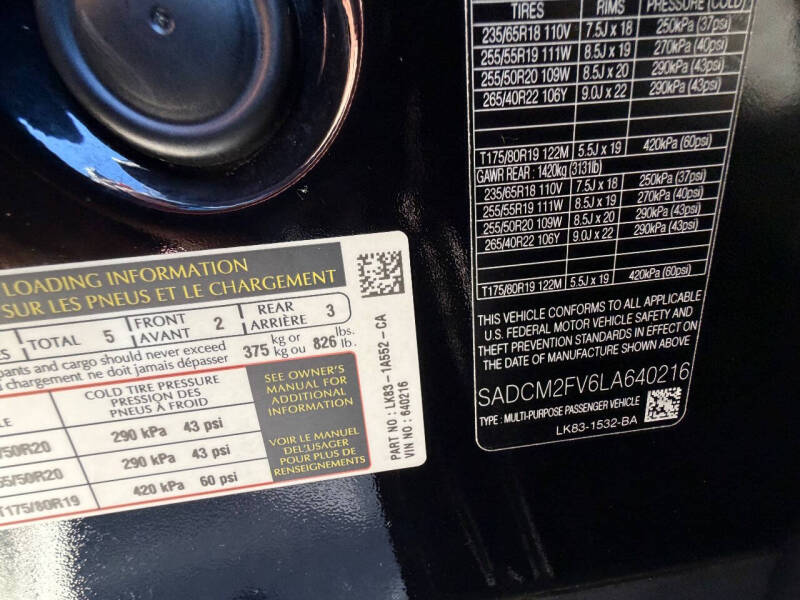 LOADING INFORMATION
SUR LES PNEUS ET LE CHARGEMENT
TOTAL 5 FRONT AVANT 2 REAR ARRIÈRE 3
and cargo should never exceed
chargement ne doit jamais dépasser
375 kg or kg ou 826 lbs. lb.
COLD TIRE PRESSURE
PRESSION DES
PNEUS À FROID
290 kPa 43 psi
/50R20 290 kPa 43 psi
T175/80R19 420 kPa 60 psi
SEE OWNER'S
MANUAL FOR
ADDITIONAL
INFORMATION
VOIR LE MANUEL
DEL'USAGER
POUR PLUS DE
RENSEIGNEMENTS
PART NO : LK83-1A552-CA
VIN NO : 640216
TIRES RIMS PRESSURE (COLD)
235/65R18 110V 7.5J x 18 250kPa (37psi)
255/55R19 111W 8.5J x 19 270kPa (40psi)
255/50R20 109W 8.5J x 20 290kPa (43psi)
265/40R22 106Y 9.0J x 22 290kPa (43psi)
T175/80R19 122M 5.5J x 19 420kPa (60psi)
GAWR REAR : 1420kg (3131lb)
235/65R18 110V 7.5J x 18 250kPa (37psi)
255/55R19 111W 8.5J x 19 270kPa (40psi)
255/50R20 109W 8.5J x 20 290kPa (43psi)
265/40R22 106Y 9.0J x 22 290kPa (43psi)
T175/80R19 122M 5.5J x 19 420kPa (60psi)
THIS VEHICLE CONFORMS TO ALL APPLICABLE
U.S. FEDERAL MOTOR VEHICLE SAFETY AND
THEFT PREVENTION STANDARDS IN EFFECT ON
THE DATE OF MANUFACTURE SHOWN ABOVE
SADCM2FV6LA640216
TYPE : MULTI-PURPOSE PASSENGER VEHICLE
LK83-1532-BA